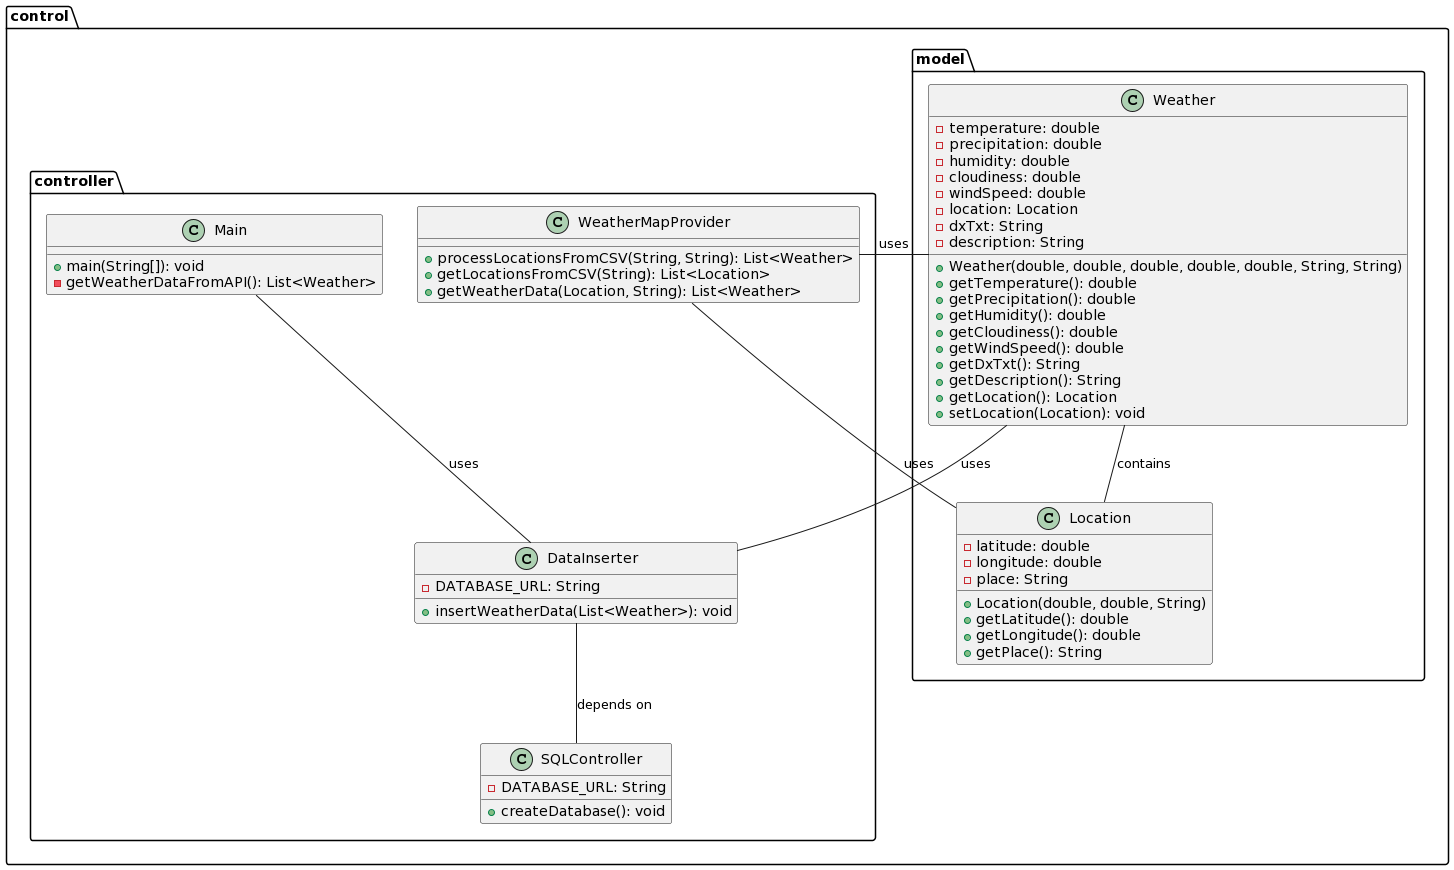 control
model
C Weather
temperature: double
precipitation: double
humidity: double
cloudiness: double
windSpeed: double
location: Location
dxTxt: String
description: String
Weather(double, double, double, double, double, String, String)
getTemperature(): double
getPrecipitation(): double
getHumidity(): double
getCloudiness(): double
getWindSpeed(): double
getDxTxt(): String
getDescription(): String
getLocation(): Location
setLocation(Location): void
controller
C Main
main(String[]): void
getWeatherDataFromAPI(): List<Weather>
C WeatherMapProvider
processLocationsFromCSV(String, String): List<Weather>
getLocationsFromCSV(String): List<Location>
getWeatherData(Location, String): List<Weather>
uses
uses
uses
uses
contains
C DataInserter
DATABASE_URL: String
insertWeatherData(List<Weather>): void
C Location
latitude: double
longitude: double
place: String
Location(double, double, String)
getLatitude(): double
getLongitude(): double
getPlace(): String
depends on
C SQLController
DATABASE_URL: String
createDatabase(): void